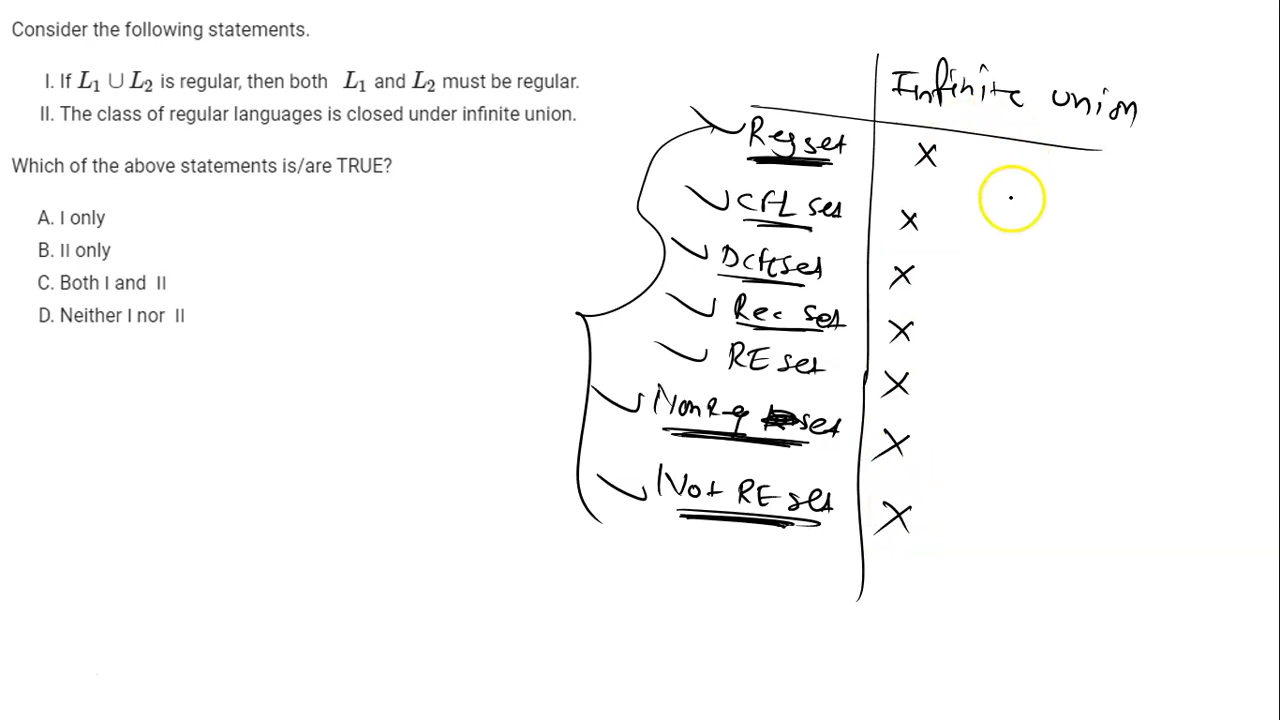 Consider the following statements.
I. If L₁ ∪ L₂ is regular, then both L₁ and L₂ must be regular.
II. The class of regular languages is closed under infinite union.
Which of the above statements is/are TRUE?
A. I only
B. II only
C. Both I and II
D. Neither I nor II
Infinite union
Reg set X
CFL set X
Dcfl set X
Rec set X
RE set X
Non Reg set X
Not RE set X